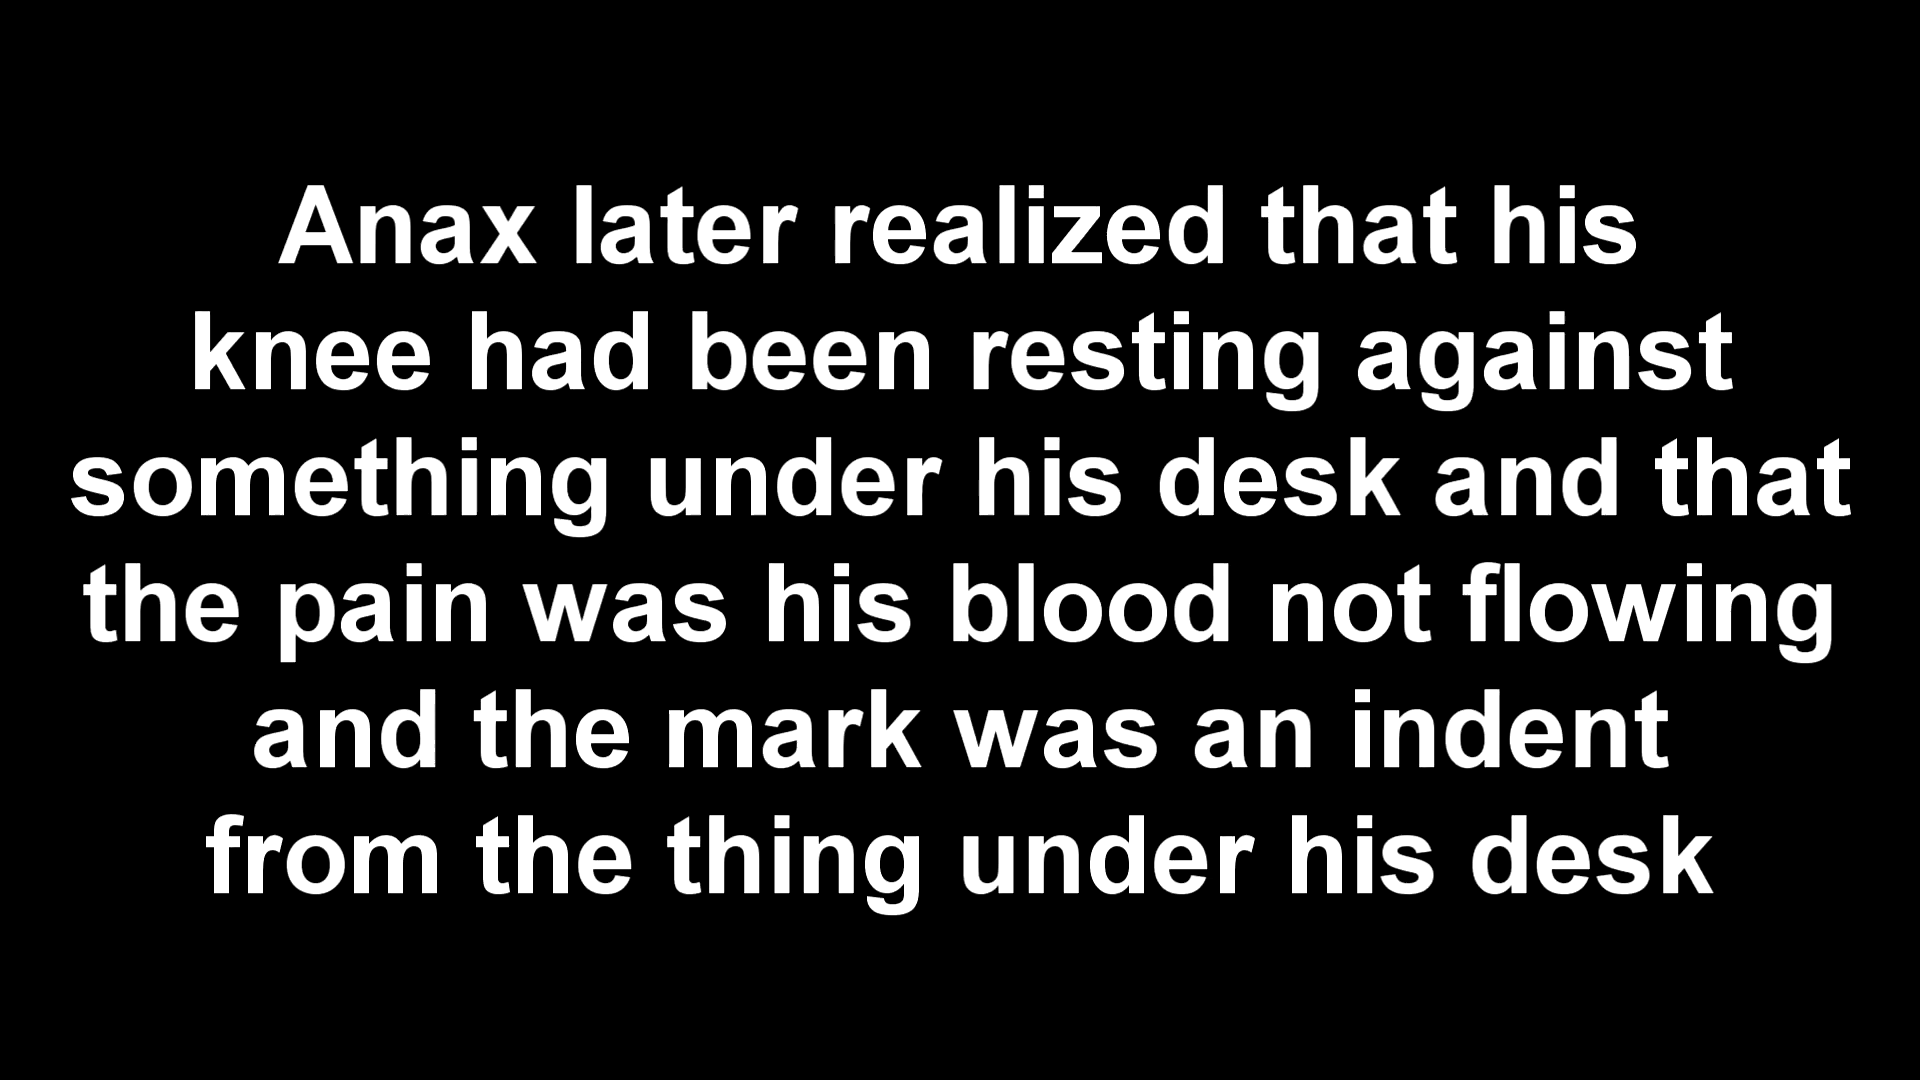 Anax later realized that his
knee had been resting against
something under his desk and that
the pain was his blood not flowing
and the mark was an indent
from the thing under his desk